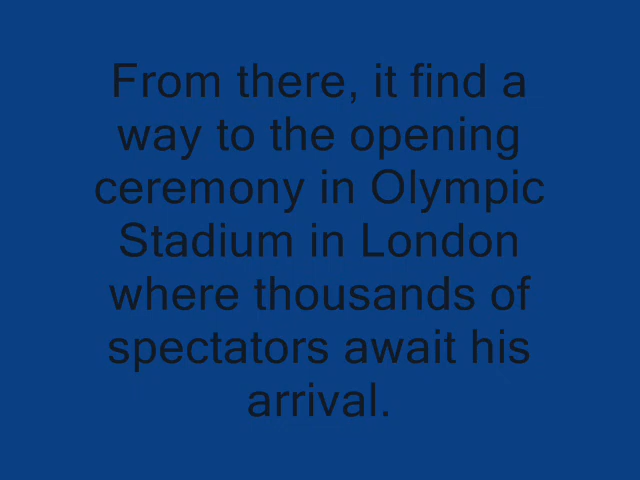 From there, it find a
way to the opening
ceremony in Olympic
Stadium in London
where thousands of
spectators await his
arrival.